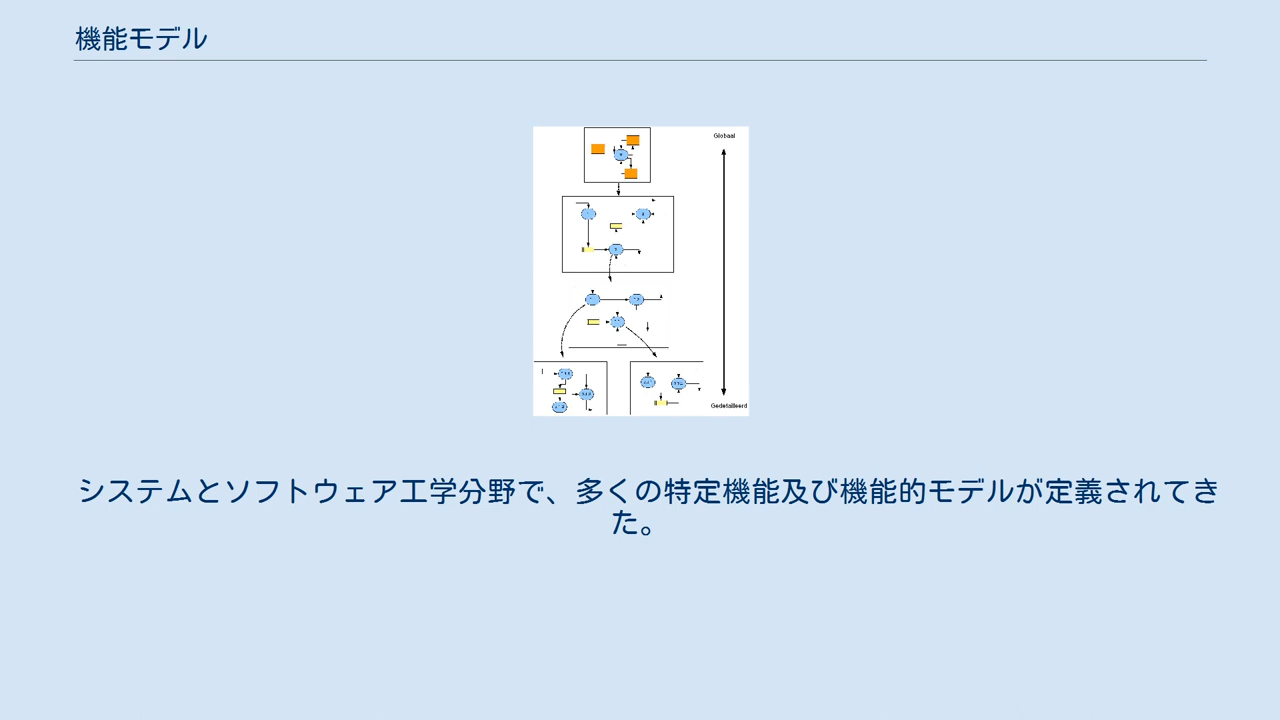 機能モデル
Globaal
Gedetailleerd
システムとソフトウェア工学分野で、多くの特定機能及び機能的モデルが定義されてき
た。